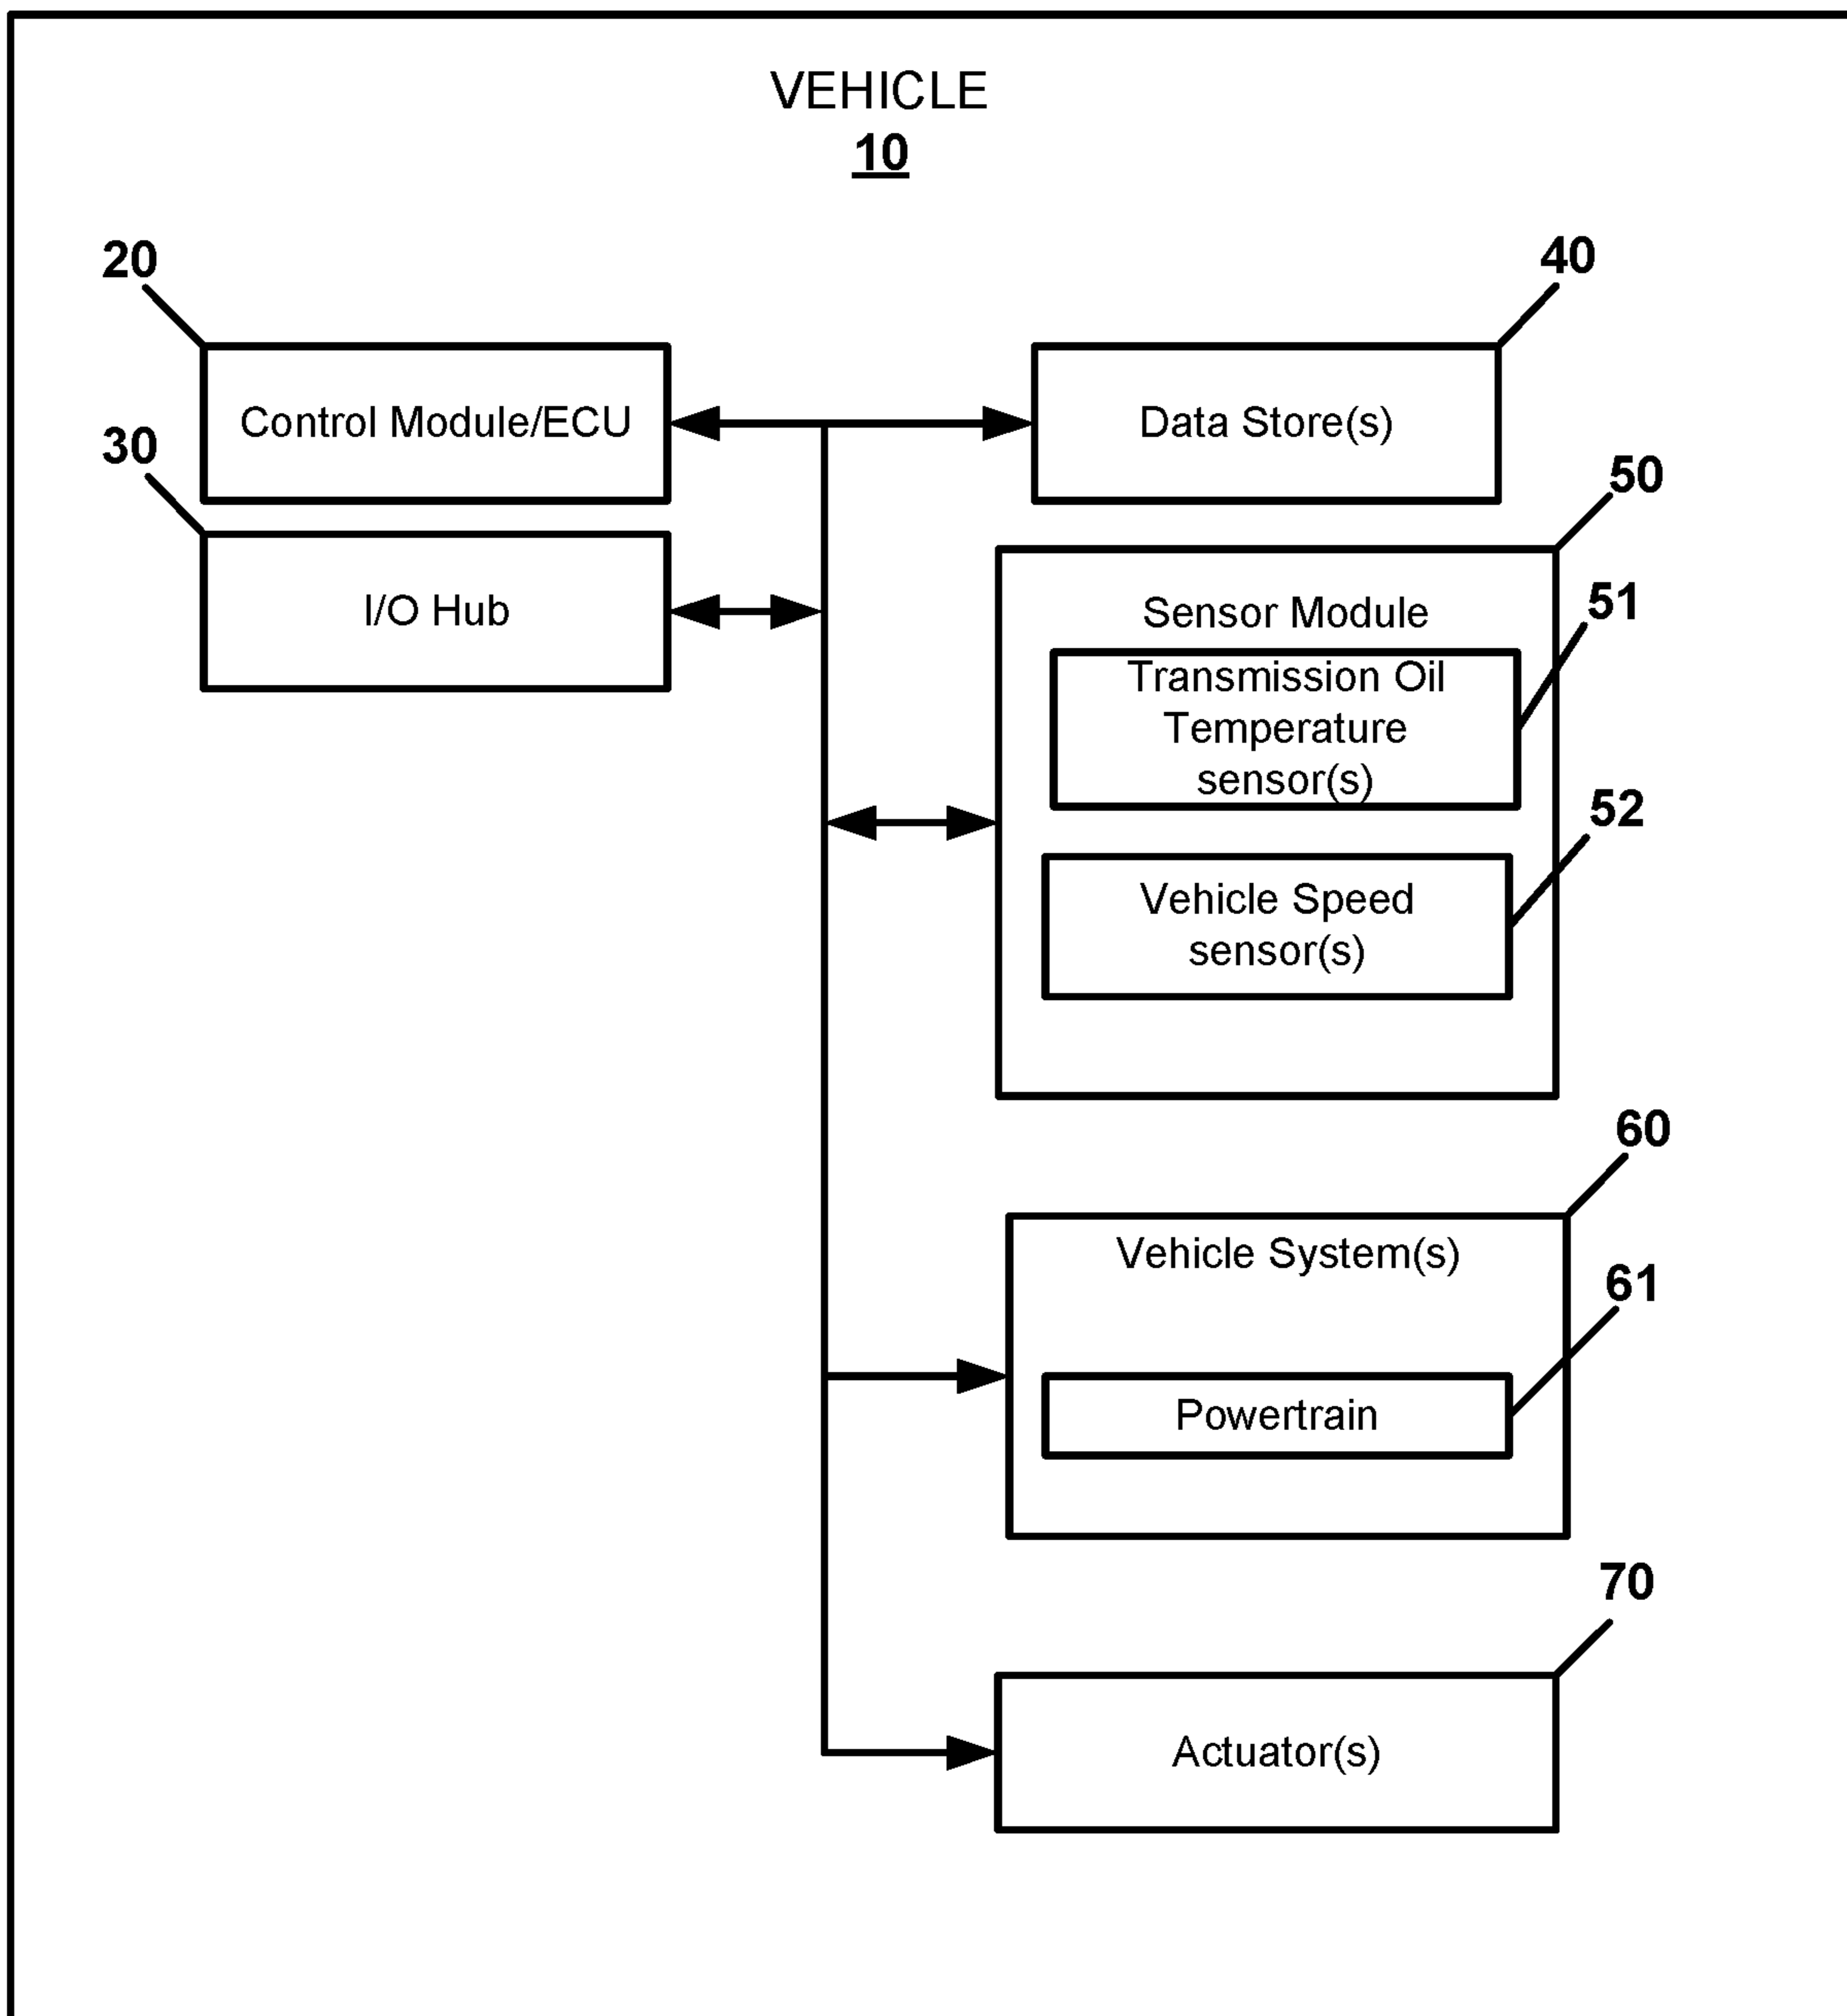 VEHICLE
10
20
40
Control Module/ECU
Data Store(s)
30
50
I/O Hub
Sensor Module
51
Transmission Oil
Temperature
sensor(s)
52
Vehicle Speed
sensor(s)
60
Vehicle System(s)
61
Powertrain
70
Actuator(s)